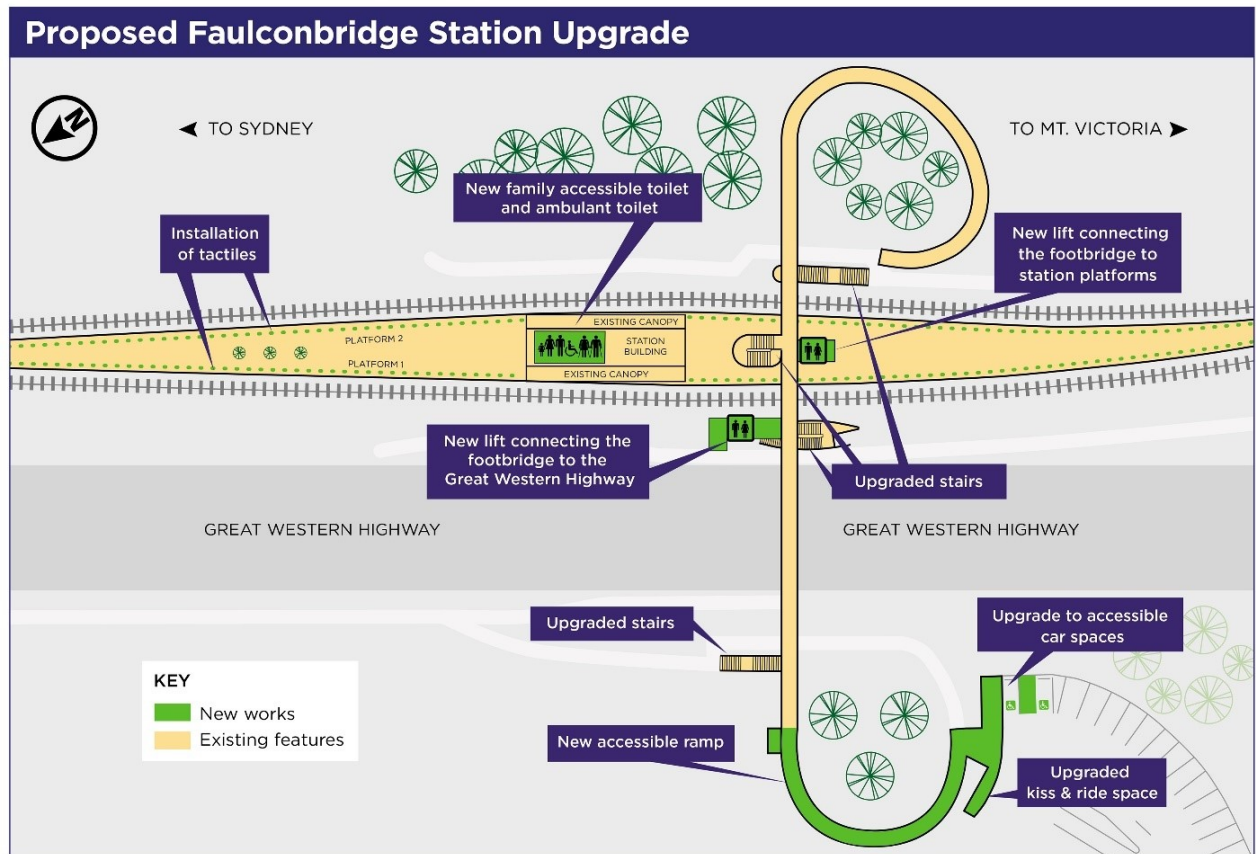 Proposed Faulconbridge Station Upgrade
N
TO SYDNEY
TO MT. VICTORIA
New family accessible toilet
and ambulant toilet
Installation
of tactiles
New lift connecting
the footbridge to
station platforms
EXISTING CANOPY
PLATFORM 2
STATION
BUILDING
PLATFORM 1
EXISTING CANOPY
New lift connecting the
footbridge to the
Great Western Highway
Upgraded stairs
GREAT WESTERN HIGHWAY
GREAT WESTERN HIGHWAY
Upgraded stairs
Upgrade to accessible
car spaces
KEY
New works
Existing features
New accessible ramp
Upgraded
kiss & ride space